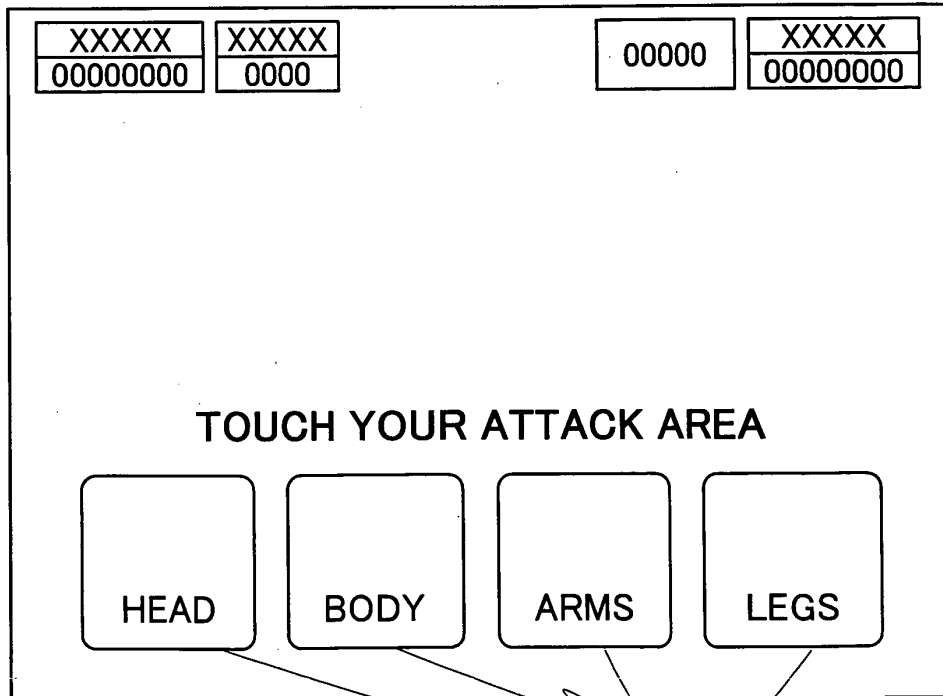 XXXXX XXXXX 00000 XXXXX
00000000 0000 00000000
TOUCH YOUR ATTACK AREA
HEAD BODY ARMS LEGS